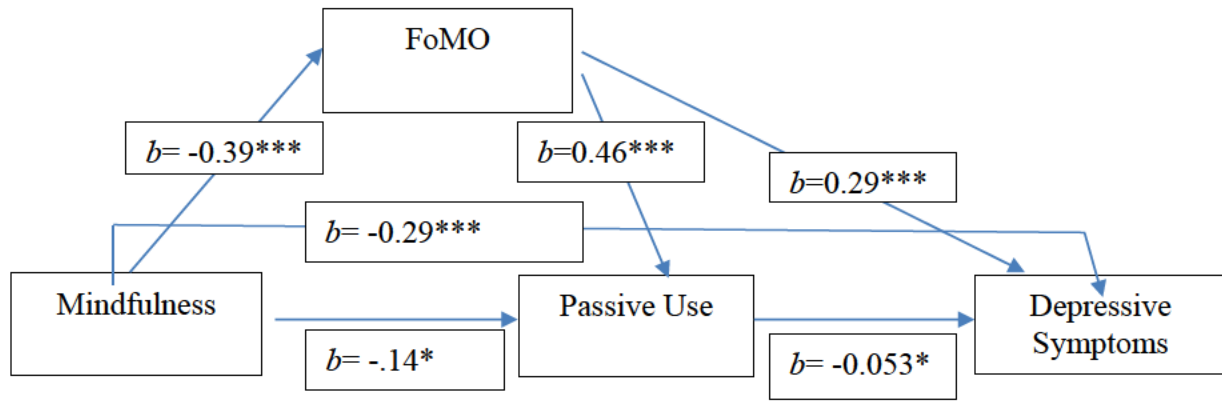 FoMO
b= -0.39***
b=0.46***
b=0.29***
b= -0.29***
Mindfulness
Passive Use
Depressive
Symptoms
b= -.14*
b= -0.053*